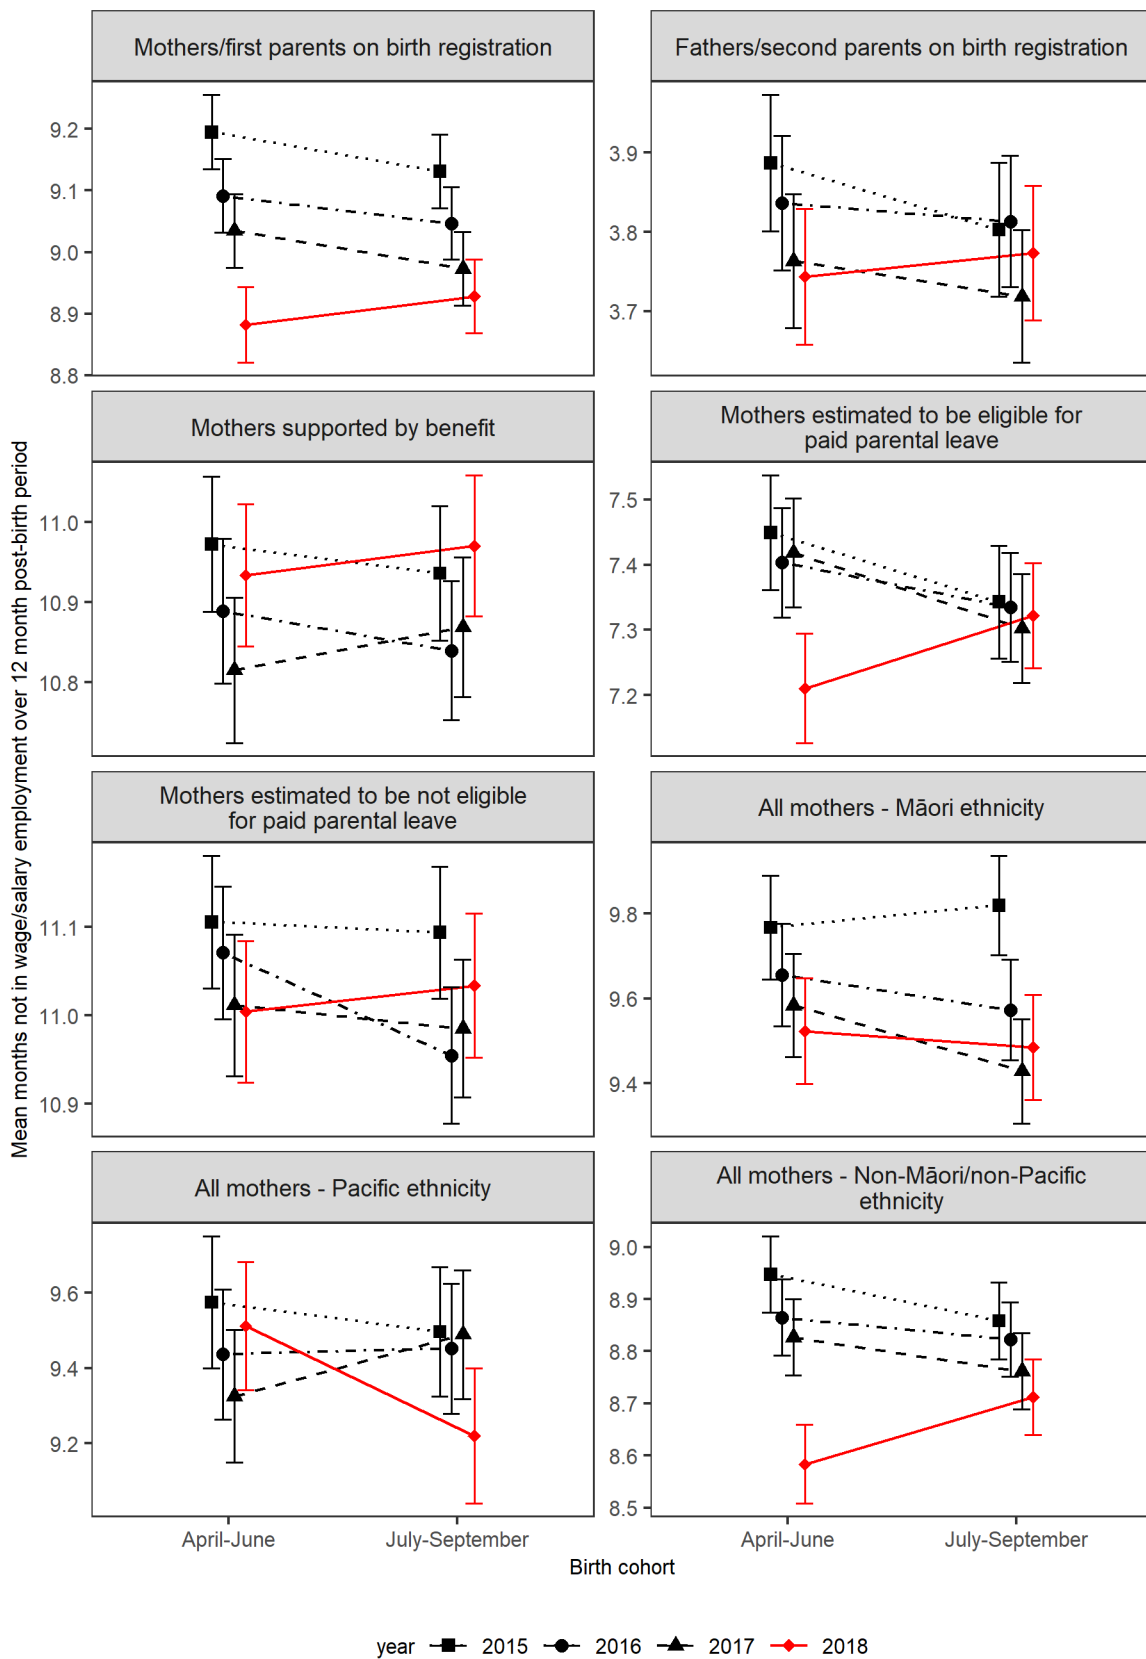 Mothers/first parents on birth registration
Fathers/second parents on birth registration
9.2
9.1
9.0
8.9
8.8
3.9
3.8
3.7
Mothers supported by benefit
Mothers estimated to be eligible for
paid parental leave
11.0
10.9
10.8
7.5
7.4
7.3
7.2
Mean months not in wage/salary employment over 12 month post-birth period
Mothers estimated to be not eligible
for paid parental leave
All mothers - Māori ethnicity
11.1
11.0
10.9
9.8
9.6
9.4
All mothers - Pacific ethnicity
All mothers - Non-Māori/non-Pacific
ethnicity
9.6
9.4
9.2
9.0
8.9
8.8
8.7
8.6
8.5
April-June
July-September
April-June
July-September
Birth cohort
year 2015 2016 2017 2018